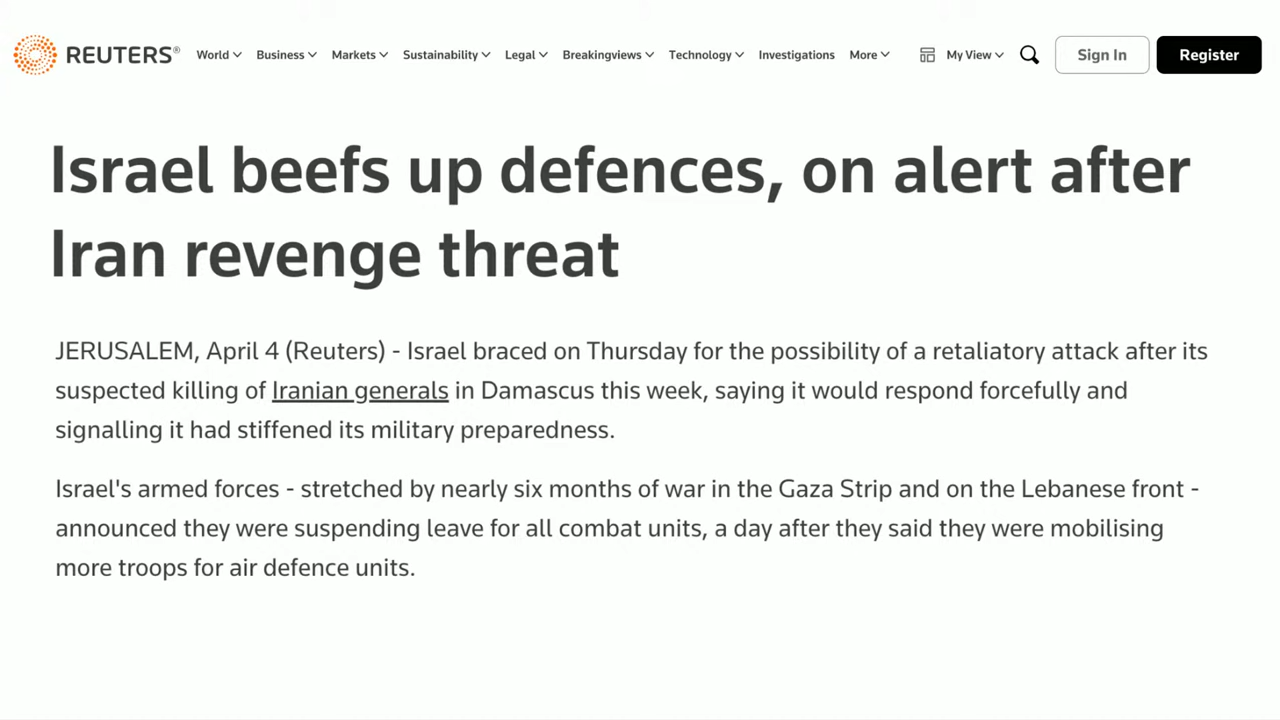 REUTERS® World Business Markets Sustainability Legal Breakingviews Technology Investigations More My View Sign In Register
Israel beefs up defences, on alert after
Iran revenge threat
JERUSALEM, April 4 (Reuters) - Israel braced on Thursday for the possibility of a retaliatory attack after its
suspected killing of Iranian generals in Damascus this week, saying it would respond forcefully and
signalling it had stiffened its military preparedness.
Israel's armed forces - stretched by nearly six months of war in the Gaza Strip and on the Lebanese front -
announced they were suspending leave for all combat units, a day after they said they were mobilising
more troops for air defence units.